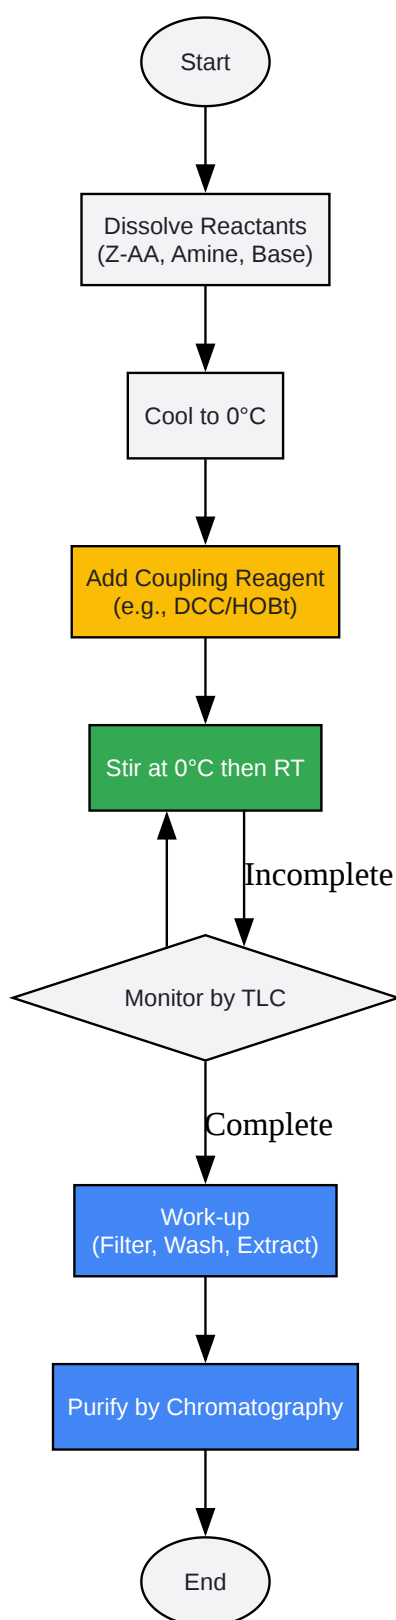 Start
Dissolve Reactants
(Z-AA, Amine, Base)
Cool to 0°C
Add Coupling Reagent
(e.g., DCC/HOBt)
Stir at 0°C then RT
Incomplete
Monitor by TLC
Complete
Work-up
(Filter, Wash, Extract)
Purify by Chromatography
End